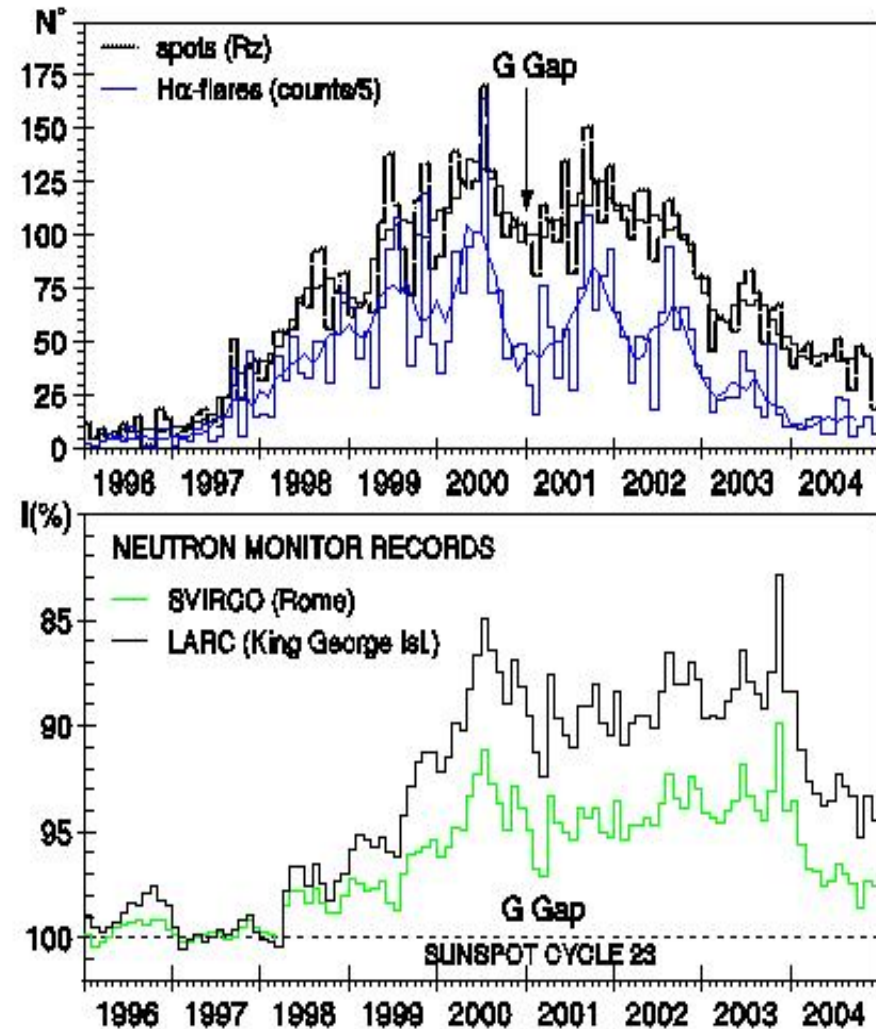 N°
spots (Rz)
Hα-flares (counts/5)
G Gap
175
150
125
100
75
50
25
0
1996 1997 1998 1999 2000 2001 2002 2003 2004
I(%)
NEUTRON MONITOR RECORDS
SVIRCO (Rome)
LARC (King George Isl.)
85
90
95
100
G Gap
SUNSPOT CYCLE 23
1996 1997 1998 1999 2000 2001 2002 2003 2004